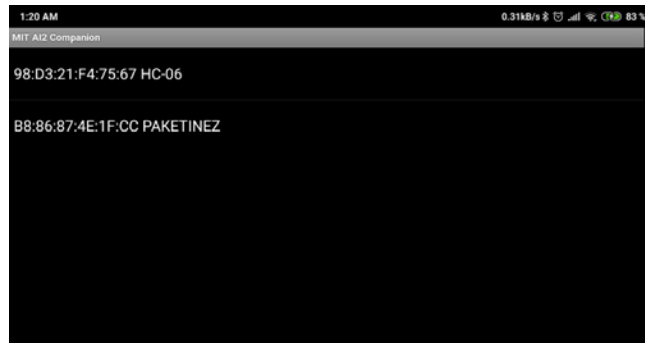 1:20 AM 0.31kB/s 83%
MIT AI2 Companion
98:D3:21:F4:75:67 HC-06
B8:86:87:4E:1F:CC PAKETINEZ